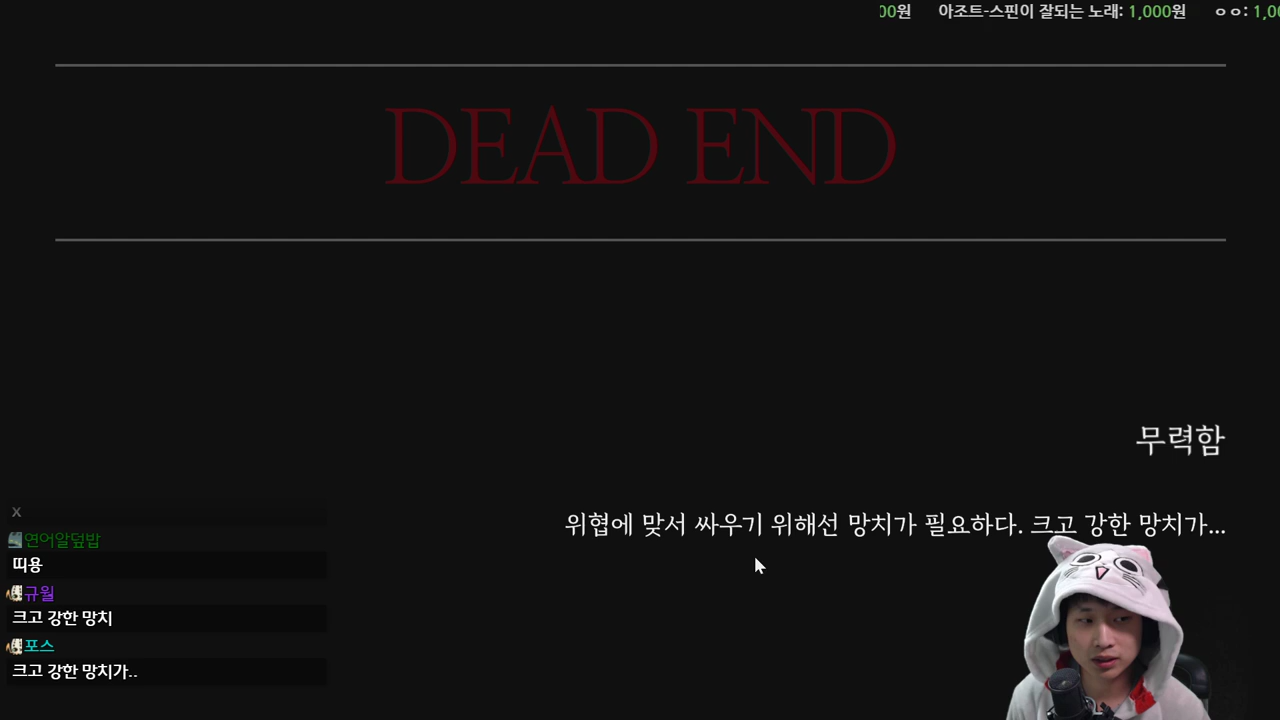 00원 아조트-스핀이 잘되는 노래: 1,000원 ㅇㅇ: 1,00
DEAD END
무력함
위협에 맞서 싸우기 위해선 망치가 필요하다. 크고 강한 망치가...
X
연어알덮밥
띠용
규월
크고 강한 망치
포스
크고 강한 망치가..